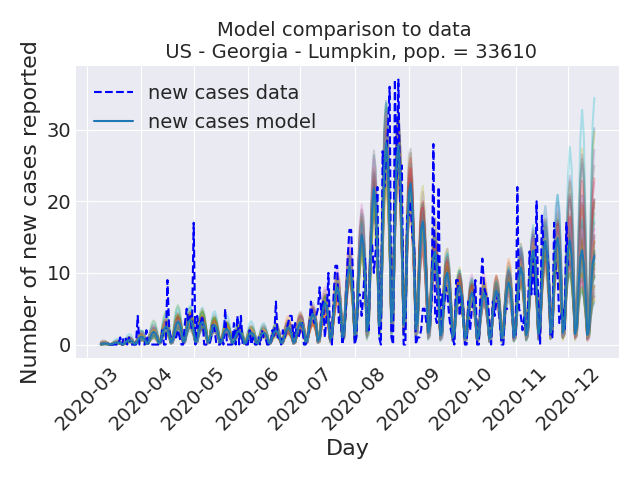 Model comparison to data
US - Georgia - Lumpkin, pop. = 33610
Number of new cases reported
30
20
10
0
new cases data
new cases model
2020-03
2020-04
2020-05
2020-06
2020-07
2020-08
2020-09
2020-10
2020-11
2020-12
Day